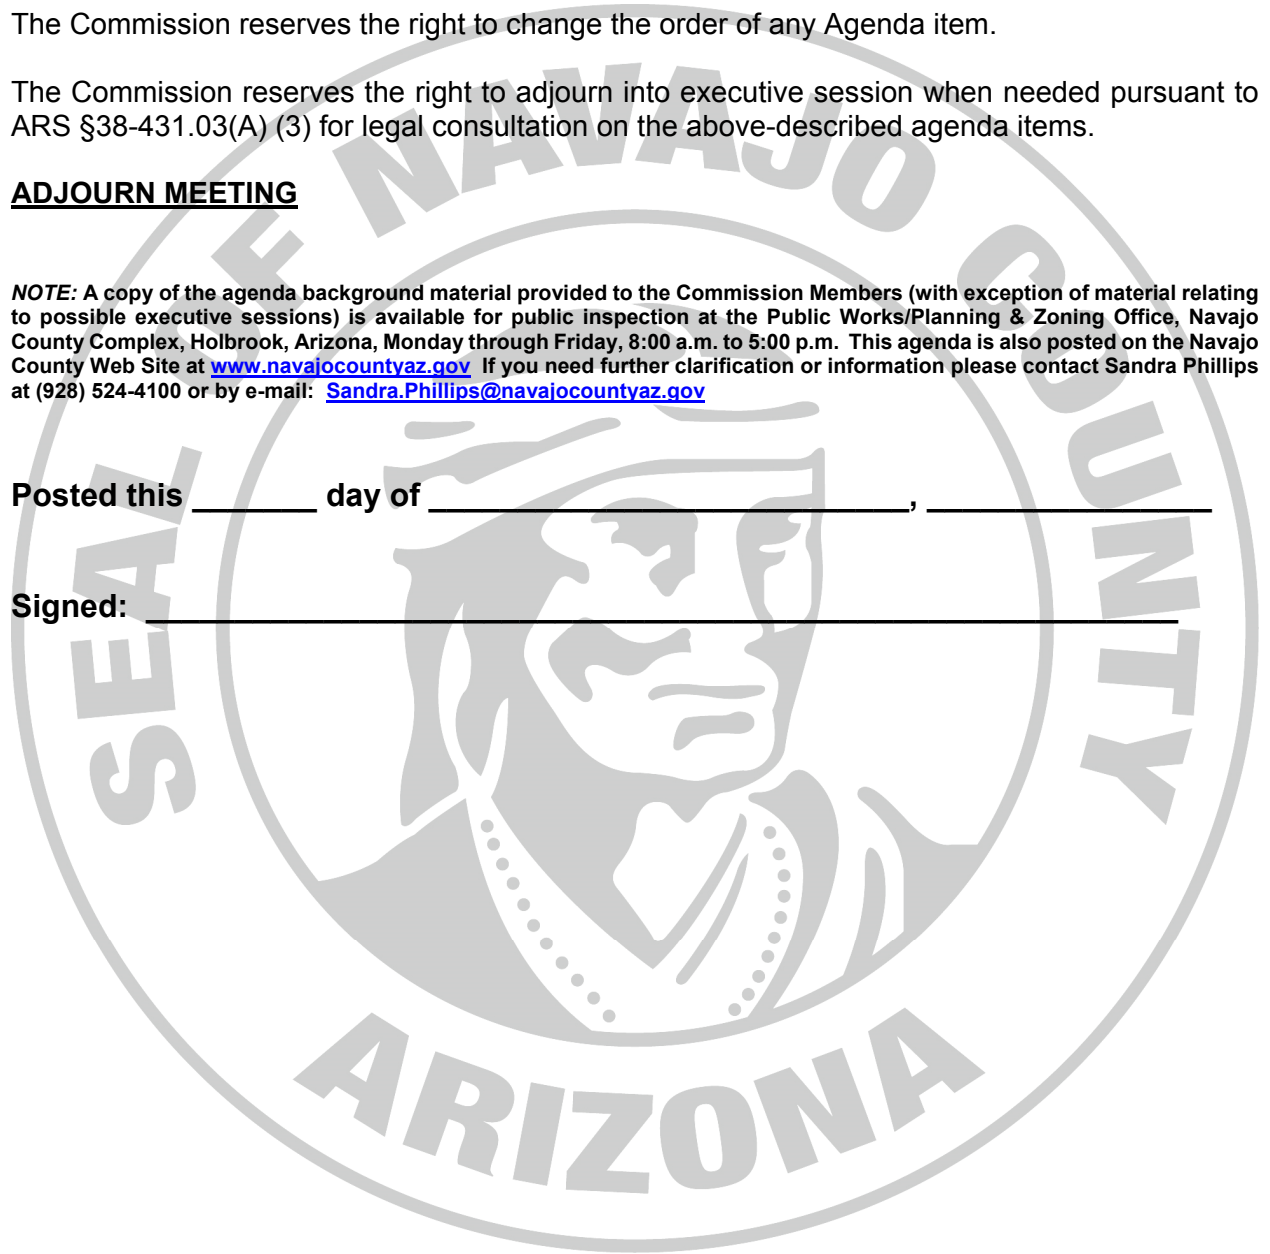 The Commission reserves the right to change the order of any Agenda item.
The Commission reserves the right to adjourn into executive session when needed pursuant to
ARS §38-431.03(A) (3) for legal consultation on the above-described agenda items.
ADJOURN MEETING
NOTE: A copy of the agenda background material provided to the Commission Members (with exception of material relating
to possible executive sessions) is available for public inspection at the Public Works/Planning & Zoning Office, Navajo
County Complex, Holbrook, Arizona, Monday through Friday, 8:00 a.m. to 5:00 p.m. This agenda is also posted on the Navajo
County Web Site at www.navajocountyaz.gov If you need further clarification or information please contact Sandra Phillips
at (928) 524-4100 or by e-mail: Sandra.Phillips@navajocountyaz.gov
Posted this _______ day of ___________________________, ________________
Signed: __________________________________________________________
SEAL OF NAVAJO COUNTY
ARIZONA